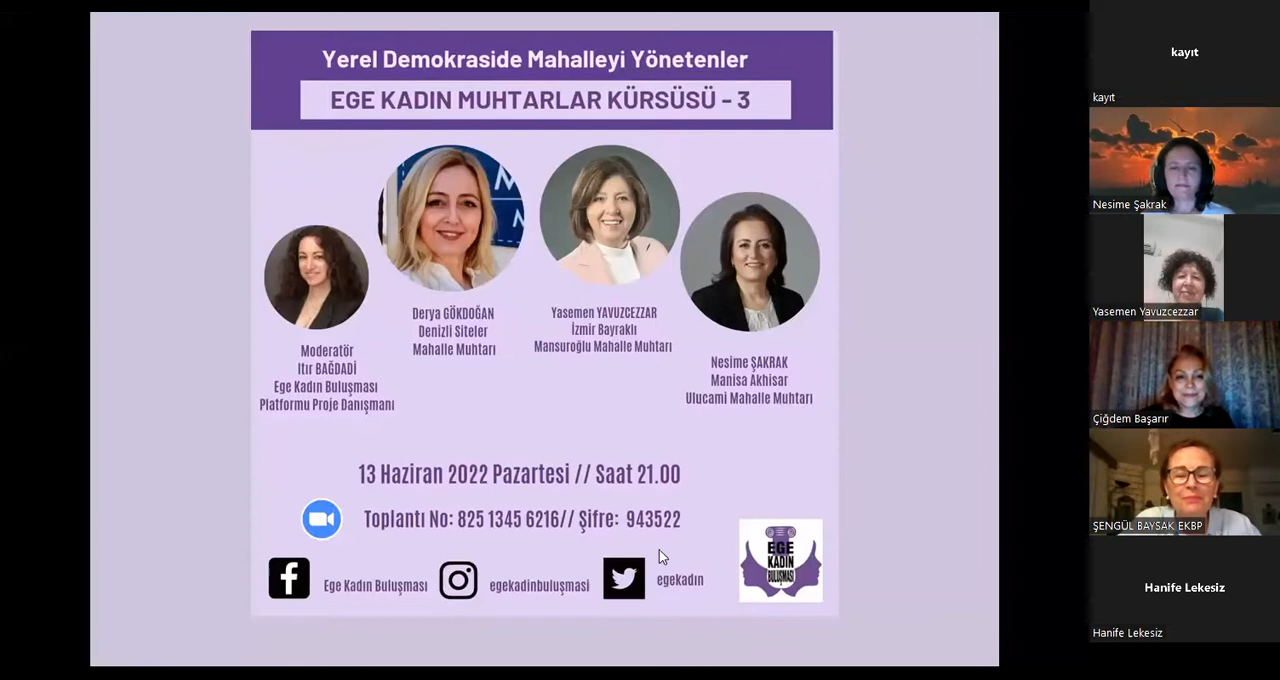 Yerel Demokraside Mahalleyi Yönetenler
EGE KADIN MUHTARLAR KÜRSÜSÜ - 3
Moderatör
Itır BAĞDADİ
Ege Kadın Buluşması
Platformu Proje Danışmanı
Derya GÖKDOĞAN
Denizli Siteler
Mahalle Muhtarı
Yasemen YAVUZCEZZAR
İzmir Bayraklı
Mansuroğlu Mahalle Muhtarı
Nesime ŞAKRAK
Manisa Akhisar
Ulucami Mahalle Muhtarı
13 Haziran 2022 Pazartesi // Saat 21.00
Toplantı No: 825 1345 6216// Şifre: 943522
Ege Kadın Buluşması
egekadinbuluşmasi
egekadın
EGE
KADIN
BULUŞMASI
kayıt
kayıt
Nesime Şakrak
Yasemen Yavuzcezzar
Çiğdem Başarır
ŞENGÜL BAYSAK EKBP
Hanife Lekesiz
Hanife Lekesiz